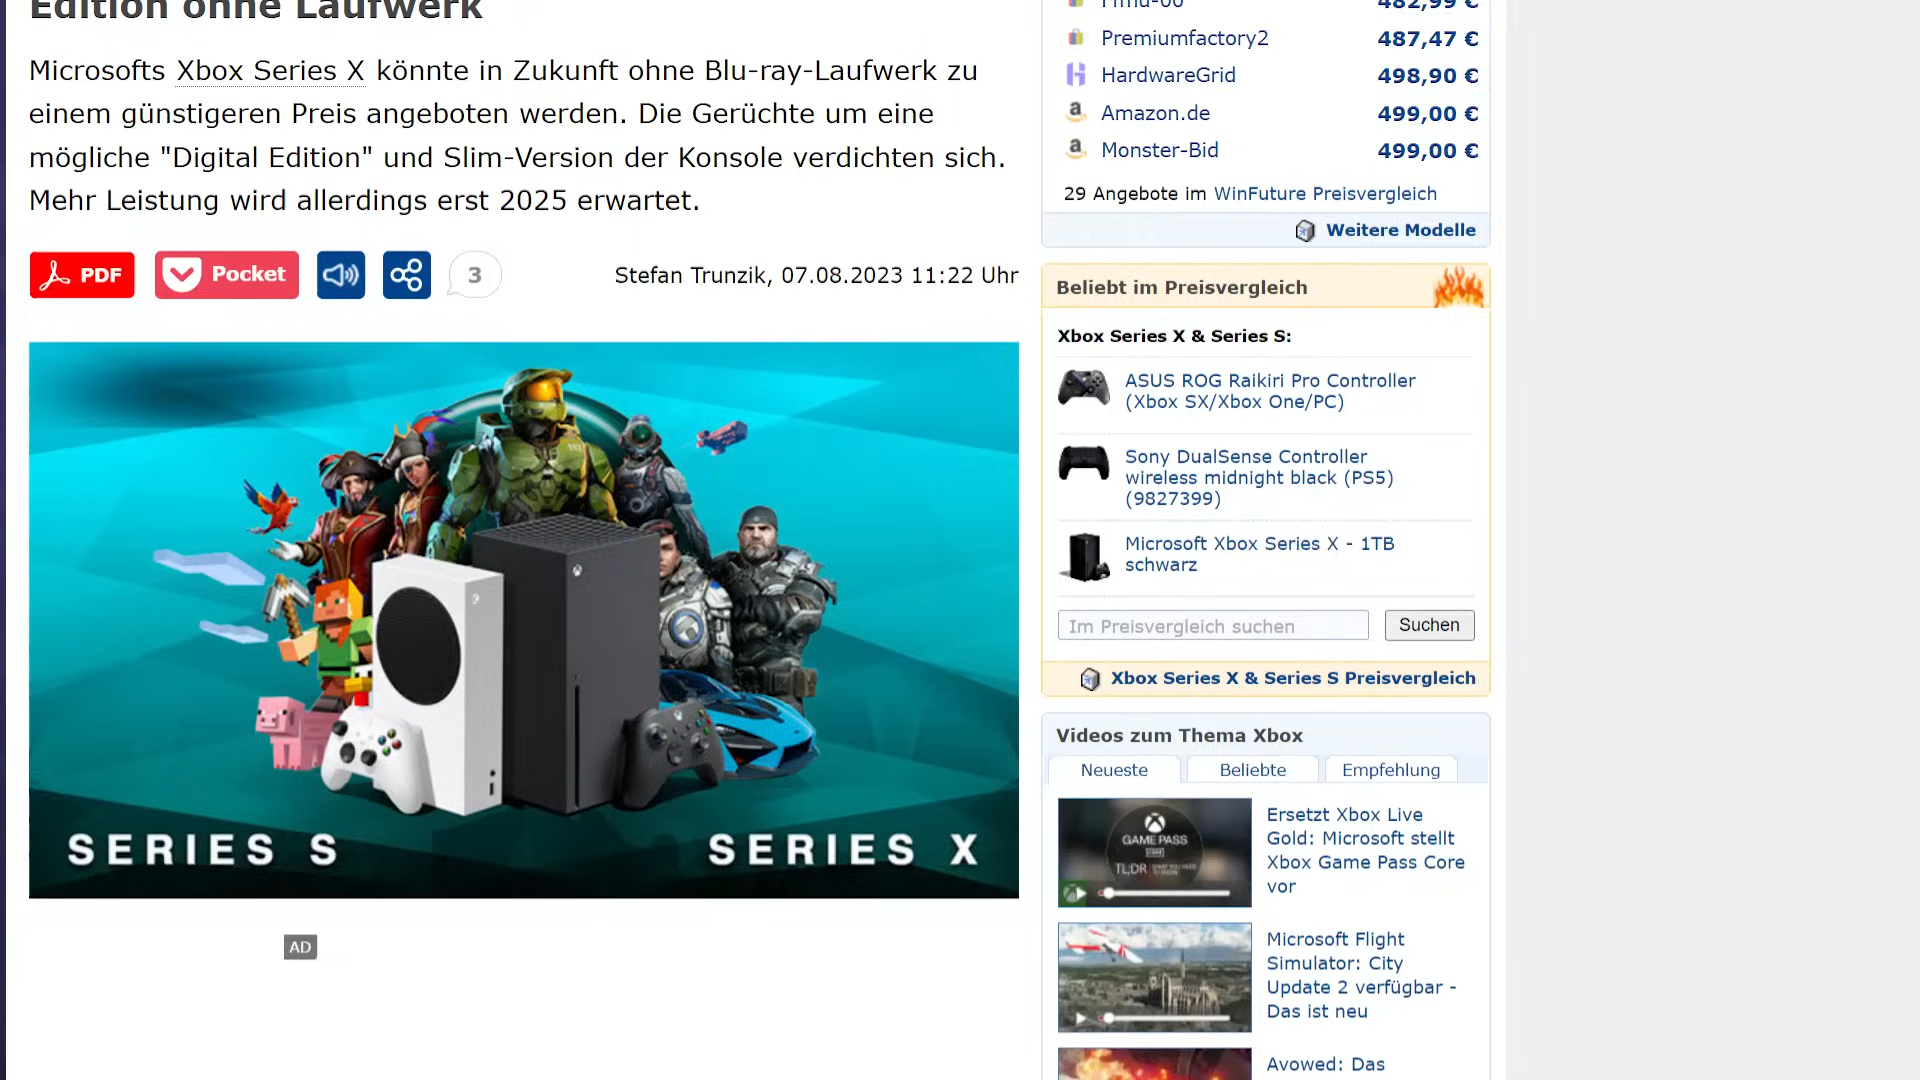 Edition ohne Laufwerk
Microsofts Xbox Series X könnte in Zukunft ohne Blu-ray-Laufwerk zu
einem günstigeren Preis angeboten werden. Die Gerüchte um eine
mögliche "Digital Edition" und Slim-Version der Konsole verdichten sich.
Mehr Leistung wird allerdings erst 2025 erwartet.
PDF
Pocket
3
Stefan Trunzik, 07.08.2023 11:22 Uhr
SERIES S
SERIES X
AD
482,99 €
Premiumfactory2 487,47 €
HardwareGrid 498,90 €
Amazon.de 499,00 €
Monster-Bid 499,00 €
29 Angebote im WinFuture Preisvergleich
Weitere Modelle
Beliebt im Preisvergleich
Xbox Series X & Series S:
ASUS ROG Raikiri Pro Controller
(Xbox SX/Xbox One/PC)
Sony DualSense Controller
wireless midnight black (PS5)
(9827399)
Microsoft Xbox Series X - 1TB
schwarz
Im Preisvergleich suchen
Suchen
Xbox Series X & Series S Preisvergleich
Videos zum Thema Xbox
Neueste
Beliebte
Empfehlung
GAME PASS
CORE
TL;DR
Ersetzt Xbox Live
Gold: Microsoft stellt
Xbox Game Pass Core
vor
Microsoft Flight
Simulator: City
Update 2 verfügbar -
Das ist neu
Avowed: Das